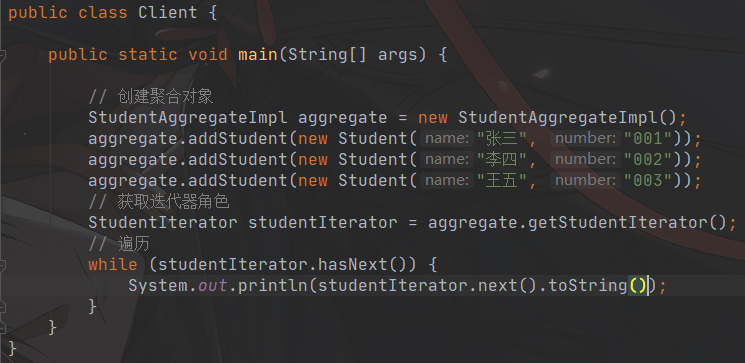 public class Client {
public static void main(String[] args) {
// 创建聚合对象
StudentAggregateImpl aggregate = new StudentAggregateImpl();
aggregate.addStudent(new Student( name: "张三", number: "001"));
aggregate.addStudent(new Student( name: "李四", number: "002"));
aggregate.addStudent(new Student( name: "王五", number: "003"));
// 获取迭代器角色
StudentIterator studentIterator = aggregate.getStudentIterator();
// 遍历
while (studentIterator.hasNext()) {
System.out.println(studentIterator.next().toString());
}
}
}